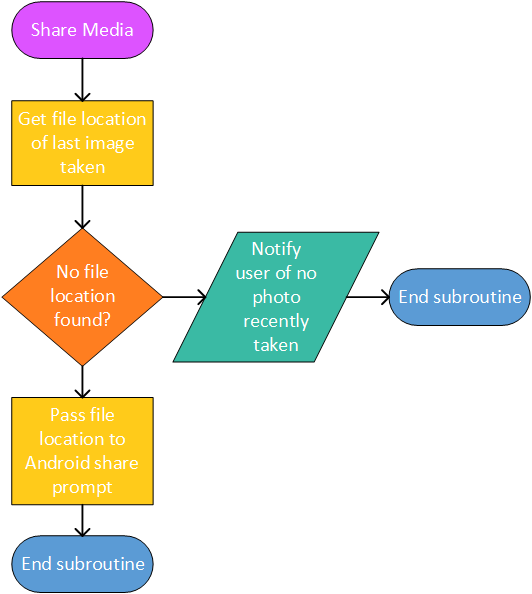 Share Media
Get file location
of last image
taken
No file
location
found?
Notify
user of no
photo
recently
taken
End subroutine
Pass file
location to
Android share
prompt
End subroutine